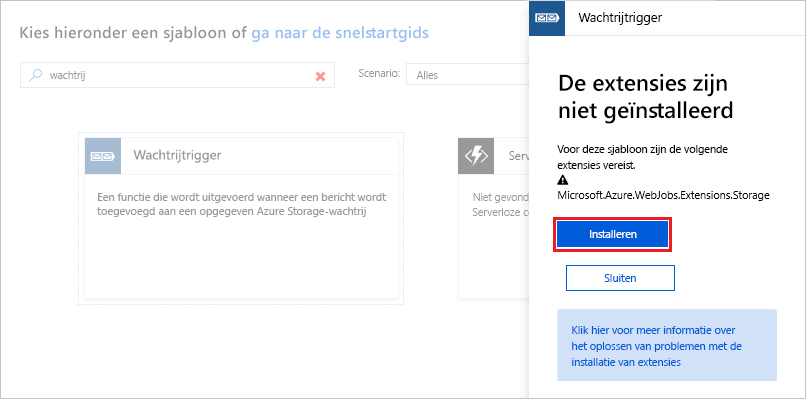 Kies hieronder een sjabloon of ga naar de snelstartgids
wachtrij
Scenario:
Alles
Wachtrijtrigger
Een functie die wordt uitgevoerd wanneer een bericht wordt
toegevoegd aan een opgegeven Azure Storage-wachtrij
Serv
Niet gevond
Serverloze c
Wachtrijtrigger
De extensies zijn
niet geïnstalleerd
Voor deze sjabloon zijn de volgende
extensies vereist.
Microsoft.Azure.WebJobs.Extensions.Storage
Installeren
Sluiten
Klik hier voor meer informatie over
het oplossen van problemen met de
installatie van extensies